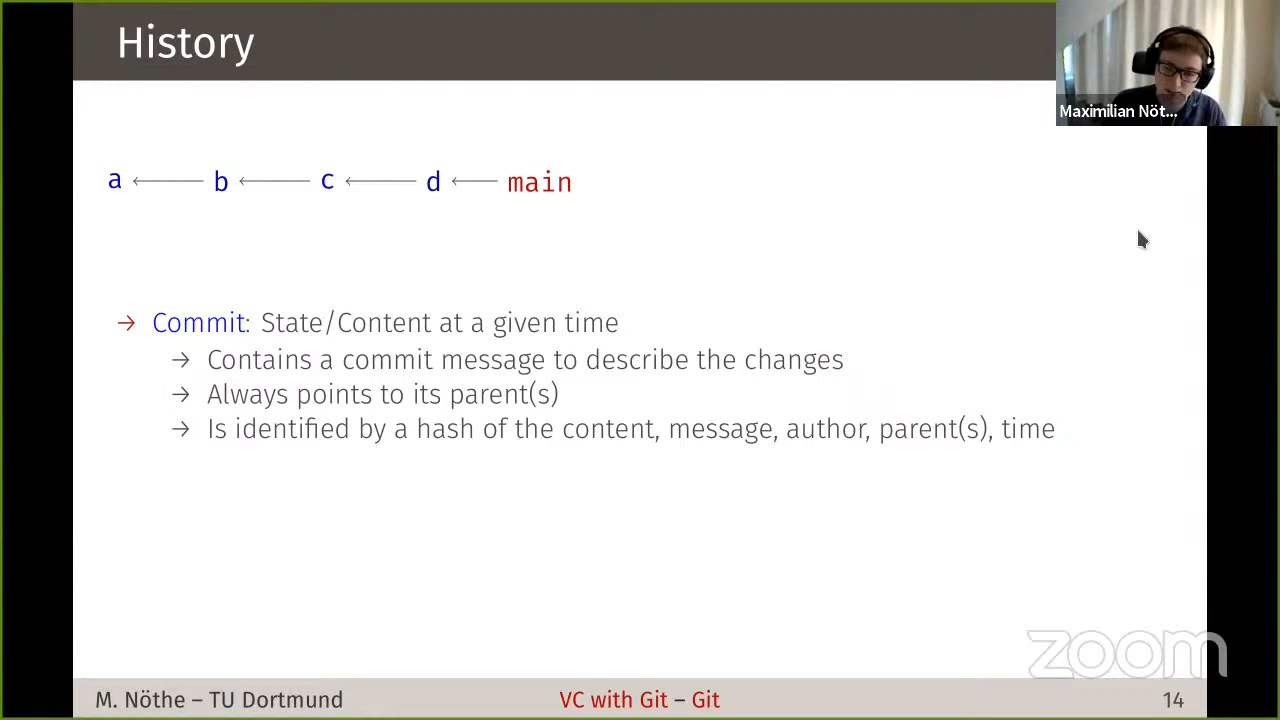 History
Maximilian Nöt...
a ← b ← c ← d ← main
→ Commit: State/Content at a given time
→ Contains a commit message to describe the changes
→ Always points to its parent(s)
→ Is identified by a hash of the content, message, author, parent(s), time
zoom
M. Nöthe – TU Dortmund VC with Git – Git 14